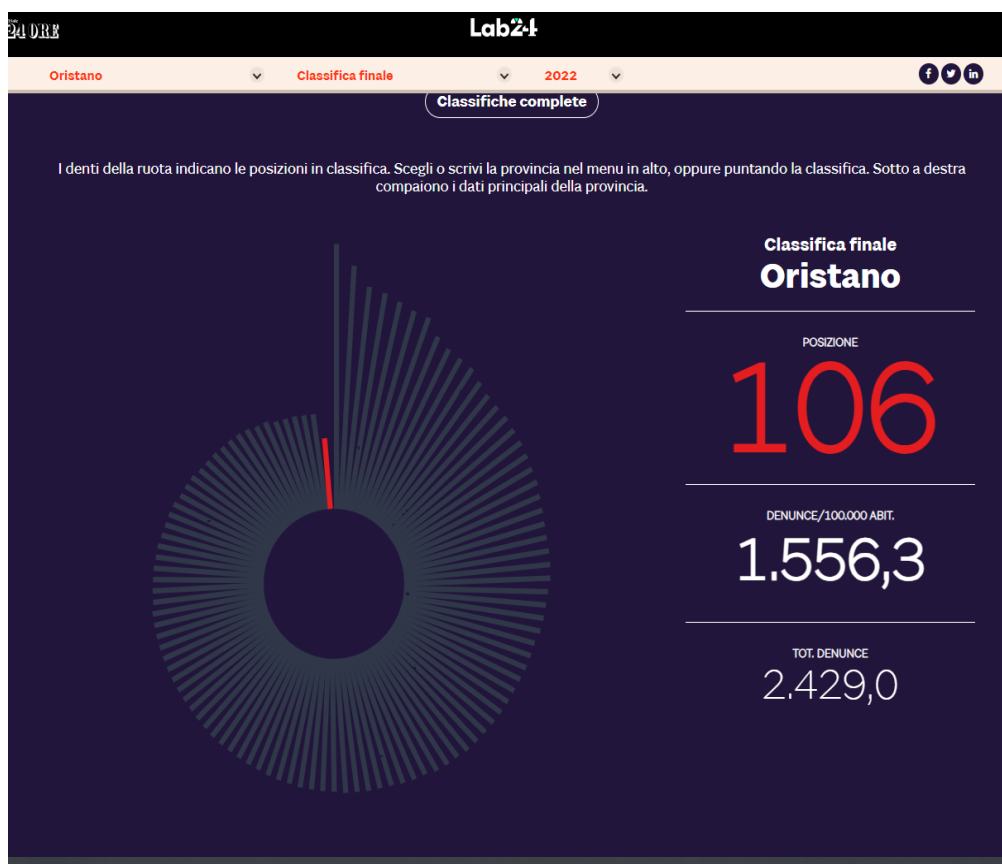 24 ORE
Lab24
Oristano
Classifica finale
2022
Classifiche complete
I denti della ruota indicano le posizioni in classifica. Scegli o scrivi la provincia nel menu in alto, oppure puntando la classifica. Sotto a destra
compaiono i dati principali della provincia.
Classifica finale
Oristano
POSIZIONE
106
DENUNCE/100.000 ABIT.
1.556,3
TOT. DENUNCE
2.429,0